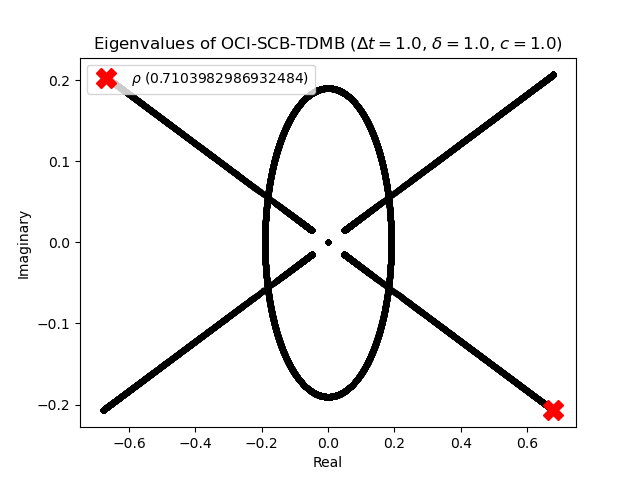 Eigenvalues of OCI-SCB-TDMB (Δt = 1.0, δ = 1.0, c = 1.0)
ρ (0.7103982986932484)
0.2
0.1
0.0
−0.1
−0.2
Imaginary
−0.6 −0.4 −0.2 0.0 0.2 0.4 0.6
Real